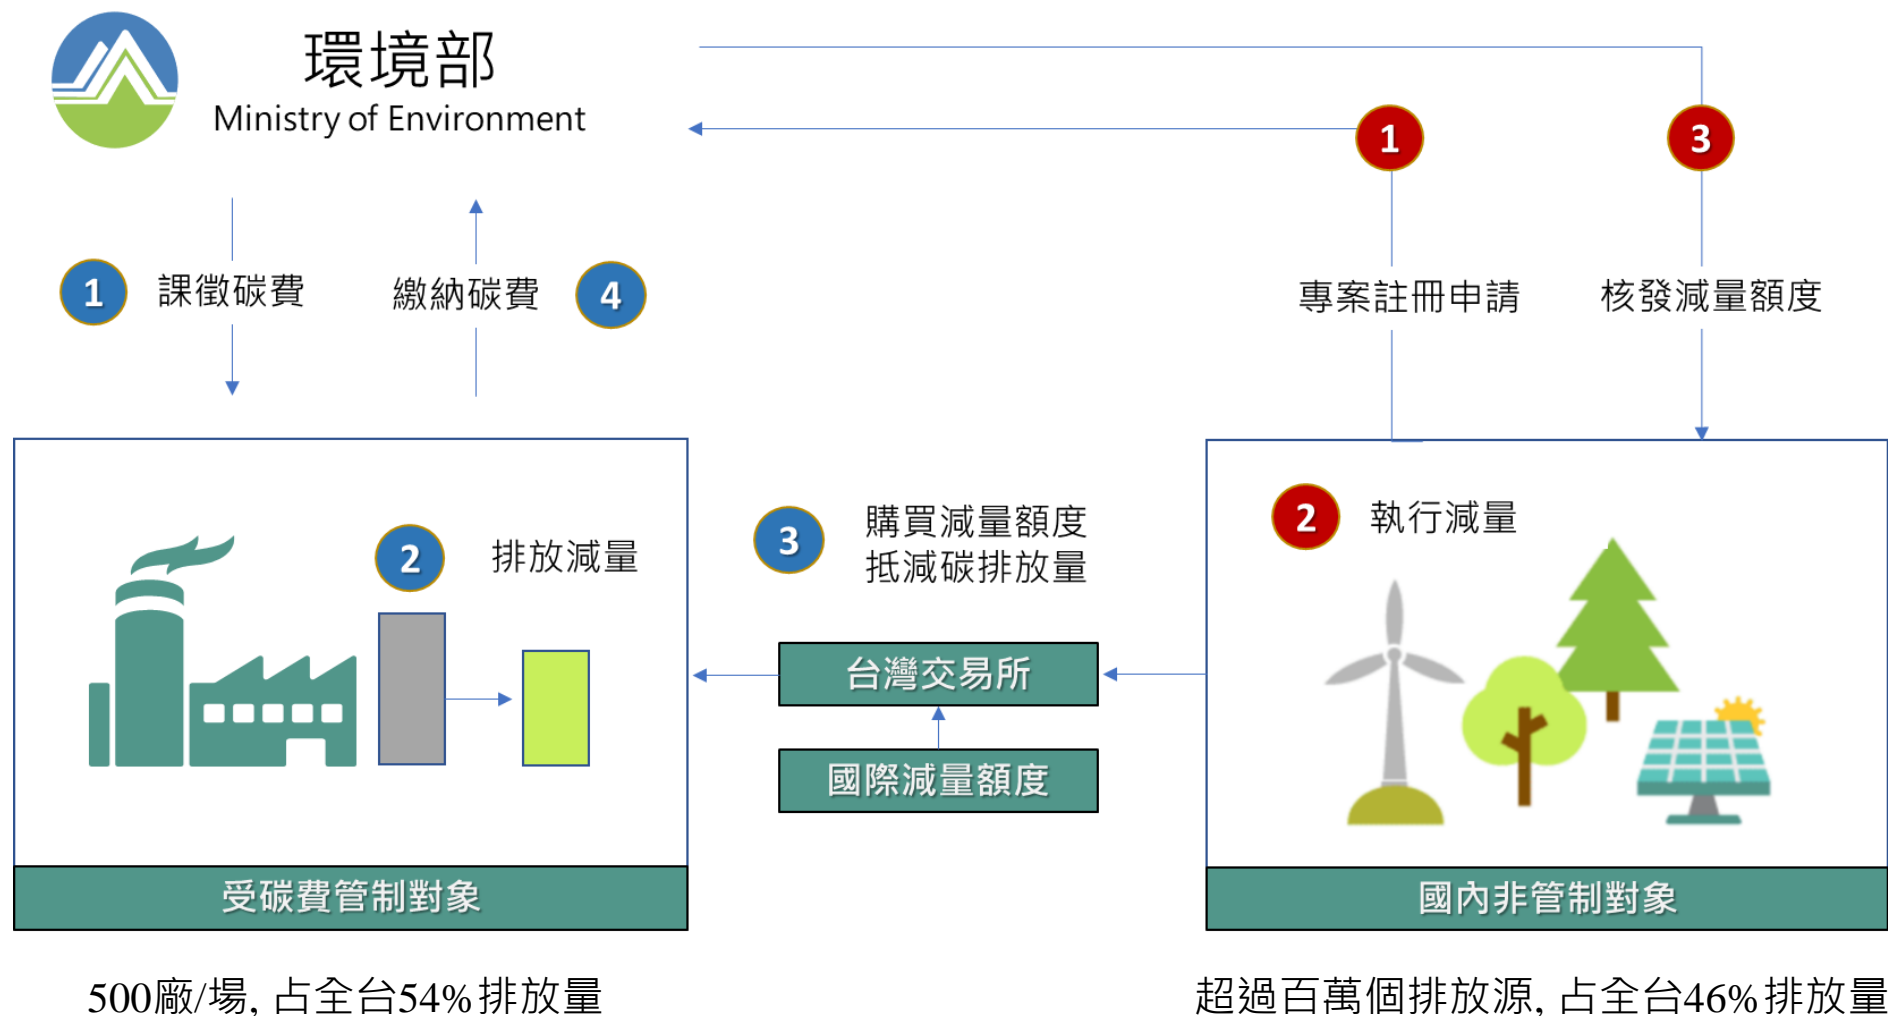 環境部
Ministry of Environment
1
3
1
課徵碳費
繳納碳費
4
專案註冊申請
核發減量額度
2
排放減量
3
購買減量額度
抵減碳排放量
2
執行減量
台灣交易所
國際減量額度
受碳費管制對象
國內非管制對象
500廠/場, 占全台54%排放量
超過百萬個排放源, 占全台46%排放量